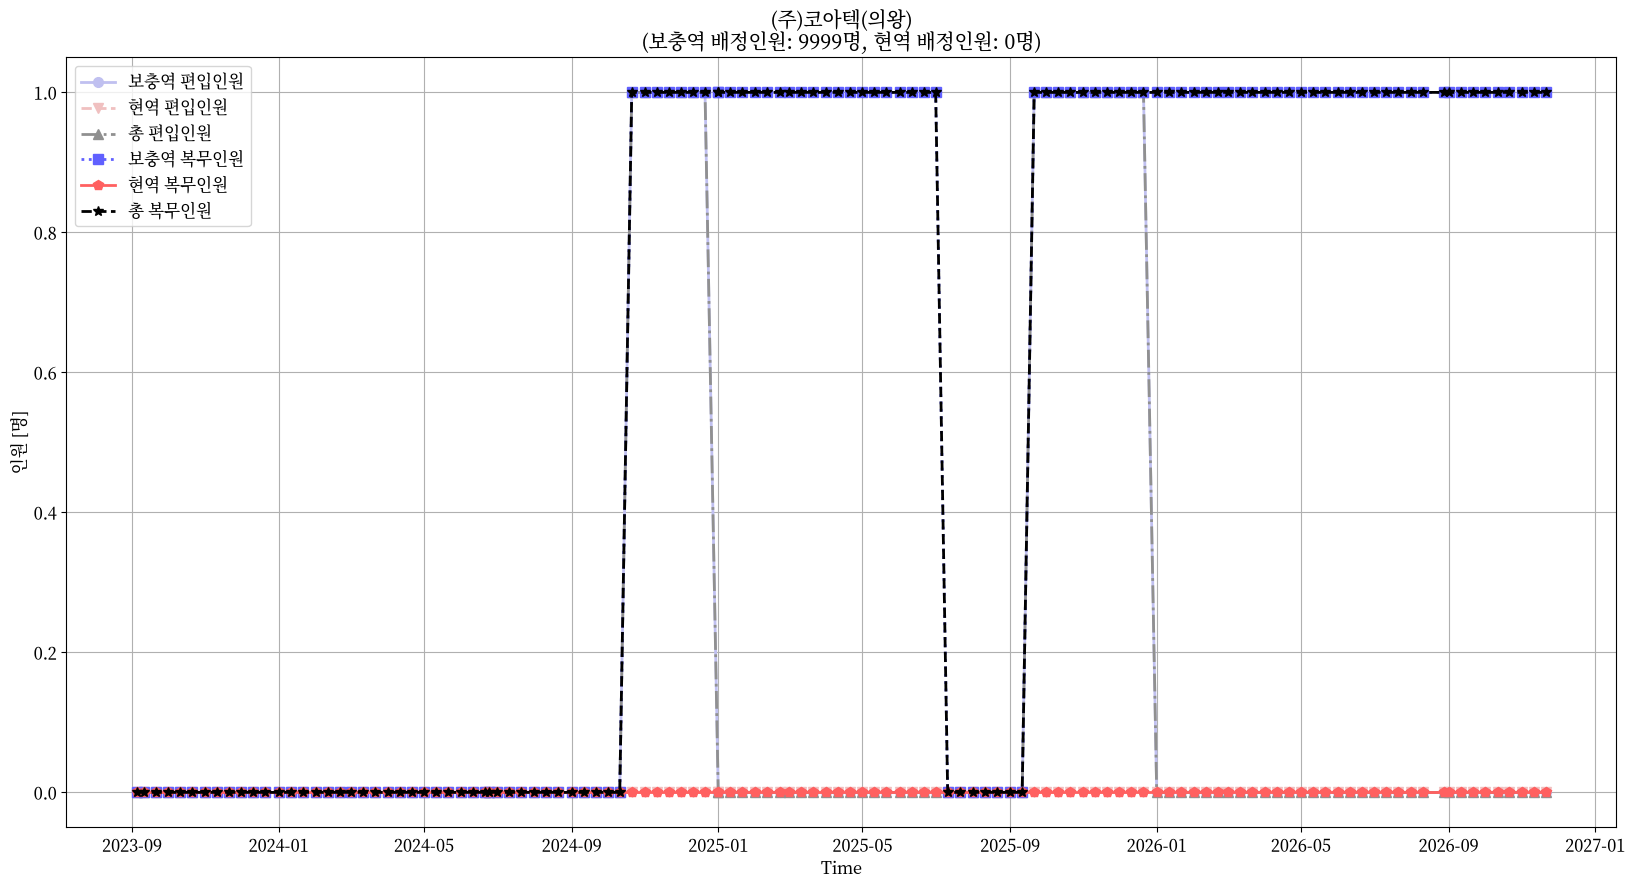 (주)코아텍(의왕)
(보충역 배정인원: 9999명, 현역 배정인원: 0명)
보충역 편입인원
현역 편입인원
총 편입인원
보충역 복무인원
현역 복무인원
총 복무인원
1.0
0.8
0.6
0.4
0.2
0.0
인원 [명]
2023-09 2024-01 2024-05 2024-09 2025-01 2025-05 2025-09 2026-01 2026-05 2026-09 2027-01
Time